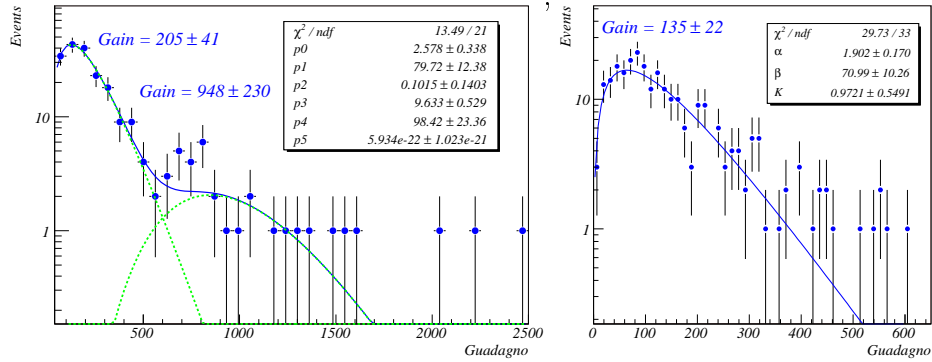 Events
Gain = 205 ± 41
Gain = 948 ± 230
χ² / ndf 13.49 / 21
p0 2.578 ± 0.338
p1 79.72 ± 12.38
p2 0.1015 ± 0.1403
p3 9.633 ± 0.529
p4 98.42 ± 23.36
p5 5.934e-22 ± 1.023e-21
10
1
500 1000 1500 2000 2500
Guadagno
,
Events
Gain = 135 ± 22
χ² / ndf 29.73 / 33
α 1.902 ± 0.170
β 70.99 ± 10.26
K 0.9721 ± 0.5491
10
1
0 100 200 300 400 500 600
Guadagno